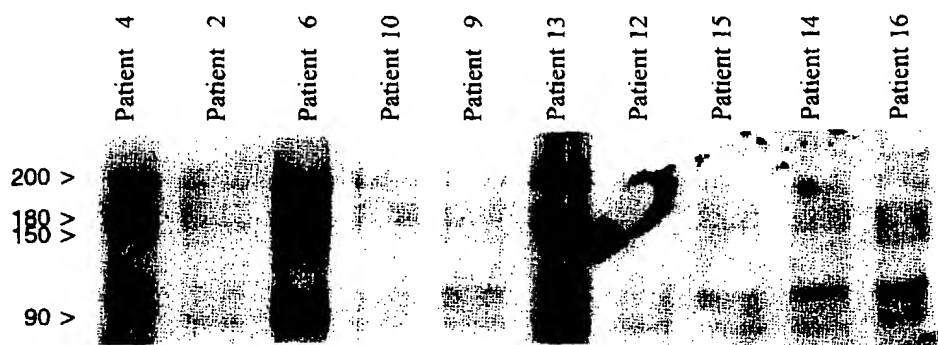 Patient 4
Patient 2
Patient 6
Patient 10
Patient 9
Patient 13
Patient 12
Patient 15
Patient 14
Patient 16
200 >
180 >
150 >
90 >